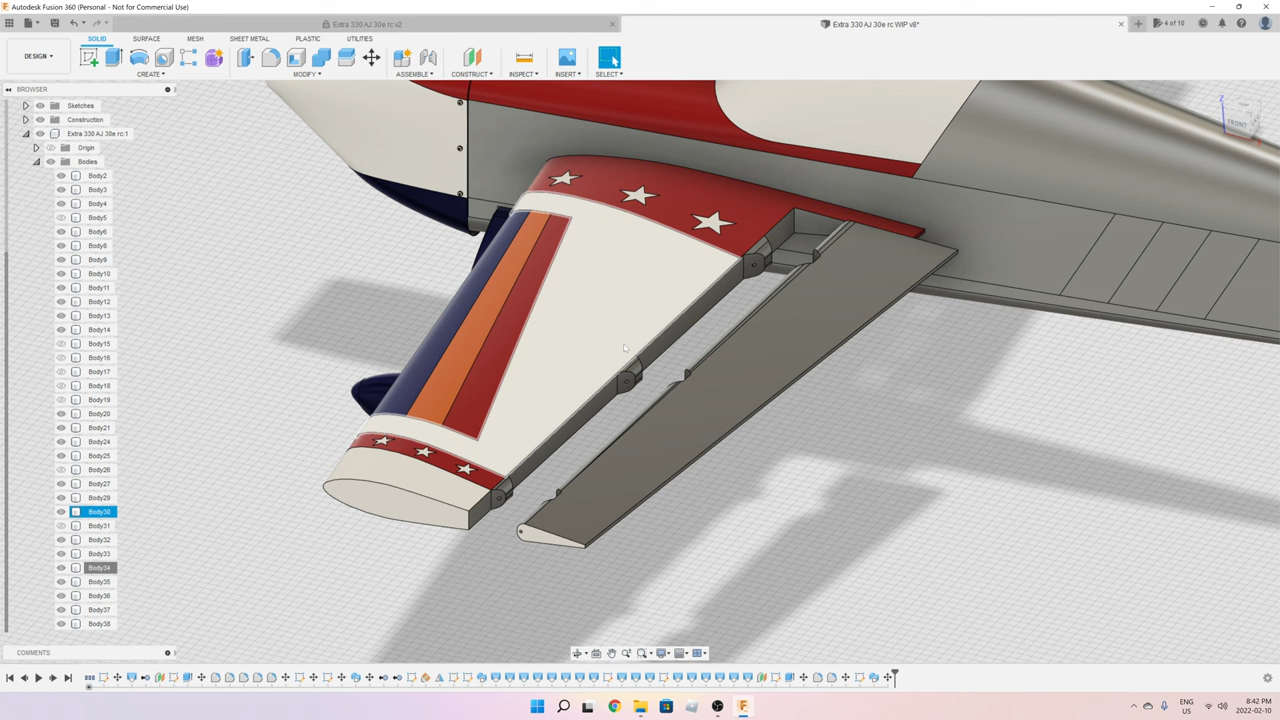 Autodesk Fusion 360 (Personal - Not for Commercial Use)
Extra 330 AJ 30e rc v2
Extra 330 AJ 30e rc WIP v8*
4 of 10
SOLID
SURFACE
MESH
SHEET METAL
PLASTIC
UTILITIES
DESIGN
CREATE
MODIFY
ASSEMBLE
CONSTRUCT
INSPECT
INSERT
SELECT
BROWSER
Sketches
Construction
Extra 330 AJ 30e rc:1
Origin
Bodies
Body2
Body3
Body4
Body5
Body6
Body8
Body9
Body10
Body11
Body12
Body13
Body14
Body15
Body16
Body17
Body18
Body19
Body20
Body21
Body24
Body25
Body26
Body27
Body29
Body30
Body31
Body32
Body33
Body34
Body35
Body36
Body37
Body38
Z
FRONT
COMMENTS
ENG
US
8:42 PM
2022-02-10